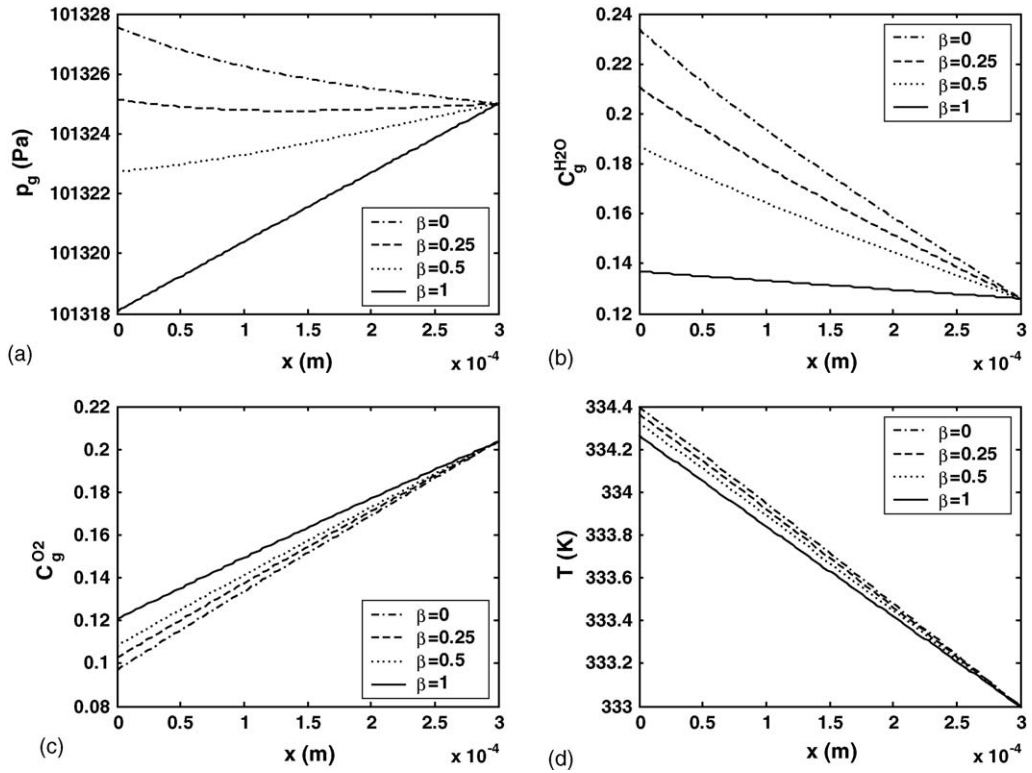 101328
101326
101324
101322
101320
101318
p_g (Pa)
β=0
β=0.25
β=0.5
β=1
0 0.5 1 1.5 2 2.5 3
x (m)
x 10^-4
(a)
0.24
0.22
0.2
0.18
0.16
0.14
0.12
C_g^H2O
β=0
β=0.25
β=0.5
β=1
0 0.5 1 1.5 2 2.5 3
x (m)
x 10^-4
(b)
0.22
0.2
0.18
0.16
0.14
0.12
0.1
0.08
C_g^O2
β=0
β=0.25
β=0.5
β=1
0 0.5 1 1.5 2 2.5 3
x (m)
x 10^-4
(c)
334.4
334.2
334
333.8
333.6
333.4
333.2
333
T (K)
β=0
β=0.25
β=0.5
β=1
0 0.5 1 1.5 2 2.5 3
x (m)
x 10^-4
(d)